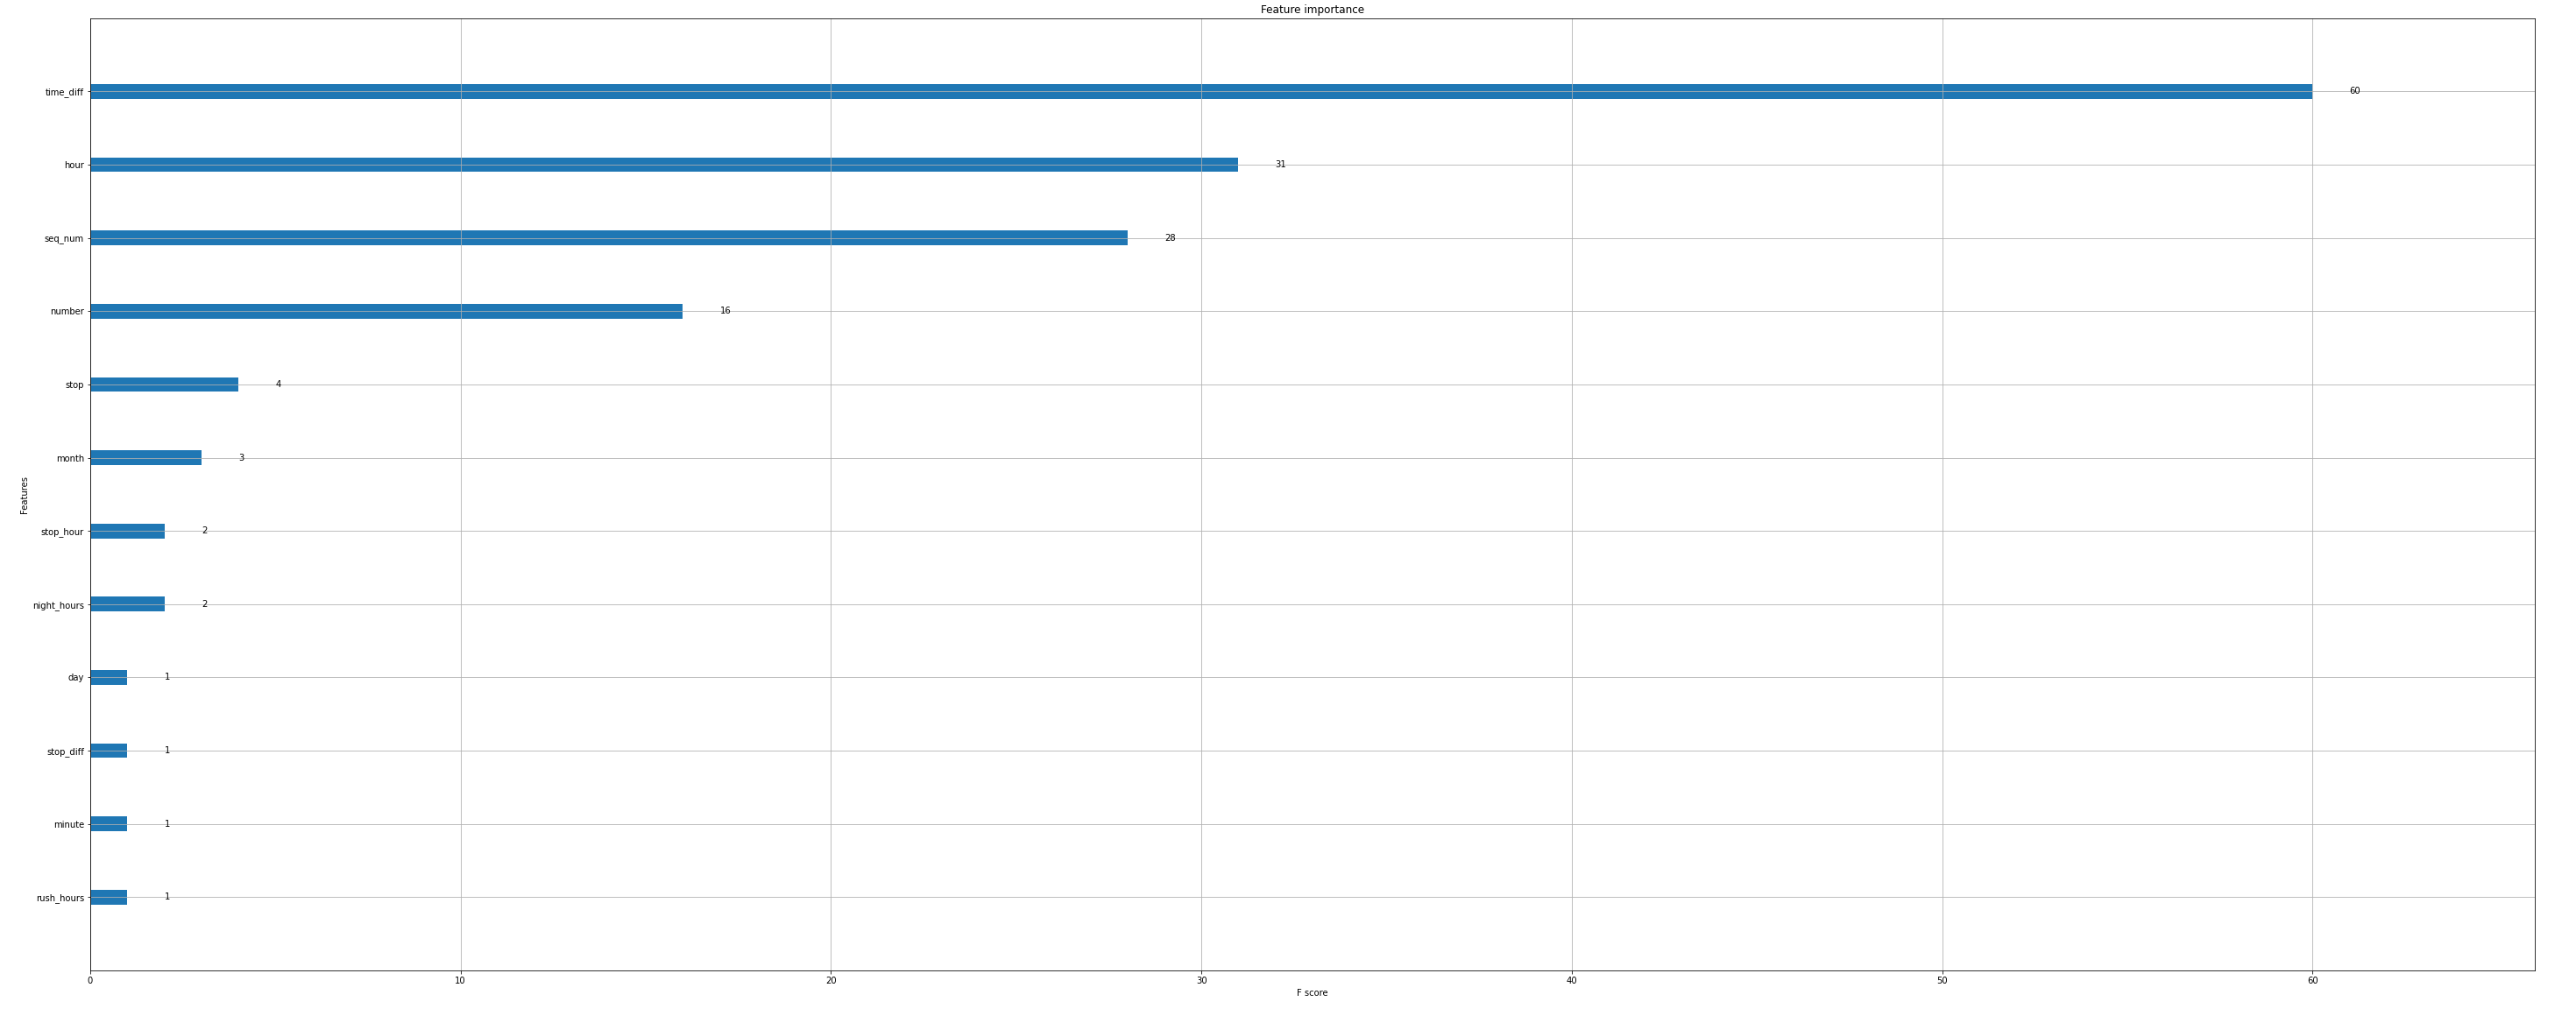 Feature importance
time_diff 60
hour 31
seq_num 28
number 16
stop 4
month 3
Features
stop_hour 2
night_hours 2
day 1
stop_diff 1
minute 1
rush_hours 1
0 10 20 30 40 50 60
F score